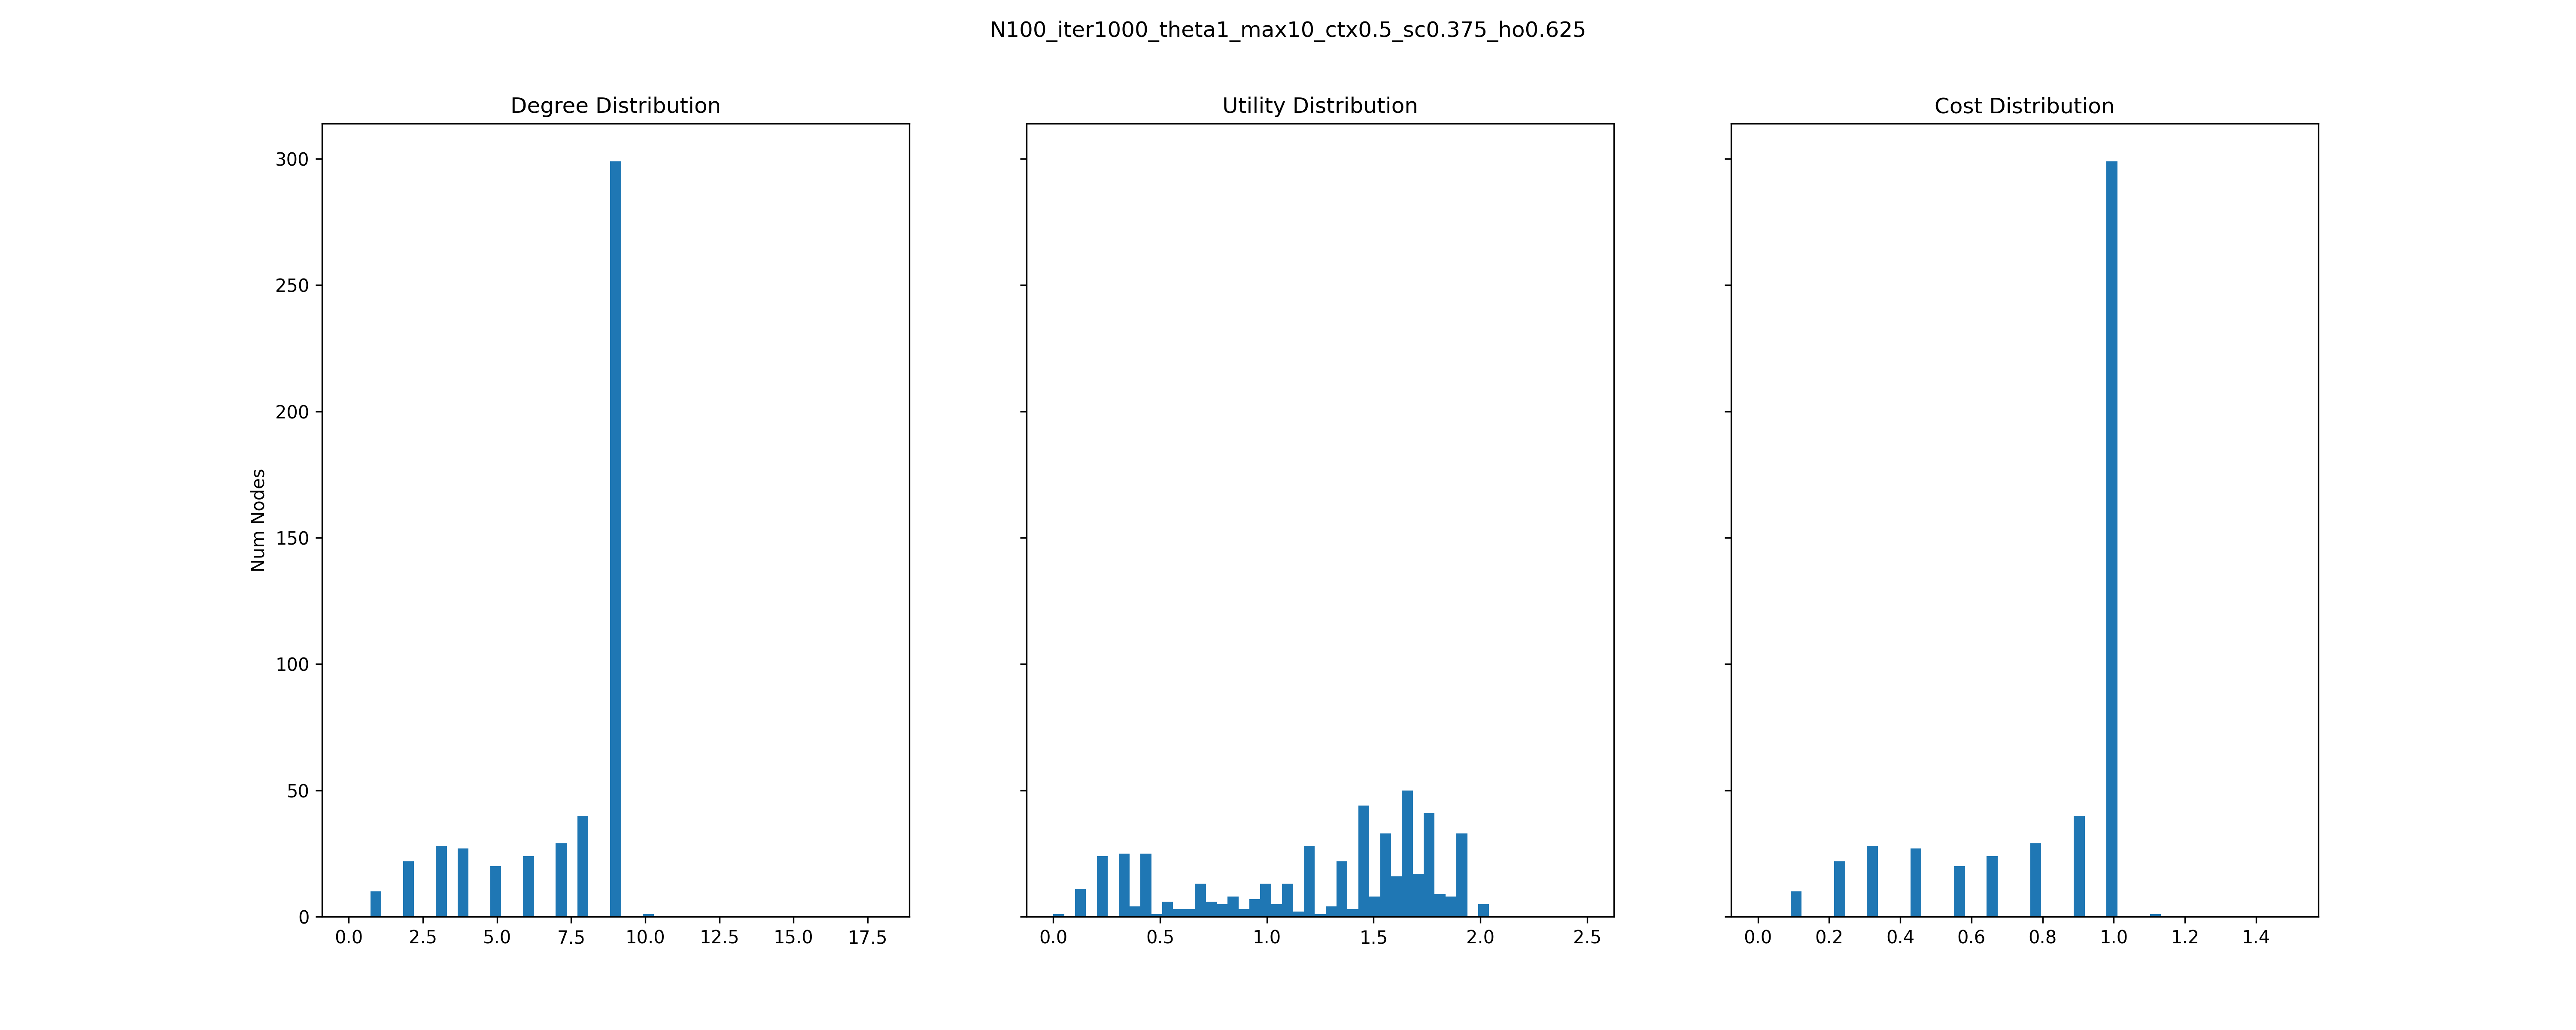 N100_iter1000_theta1_max10_ctx0.5_sc0.375_ho0.625
Degree Distribution
Utility Distribution
Cost Distribution
Num Nodes
300
250
200
150
100
50
0
0.0 2.5 5.0 7.5 10.0 12.5 15.0 17.5
0.0 0.5 1.0 1.5 2.0 2.5
0.0 0.2 0.4 0.6 0.8 1.0 1.2 1.4